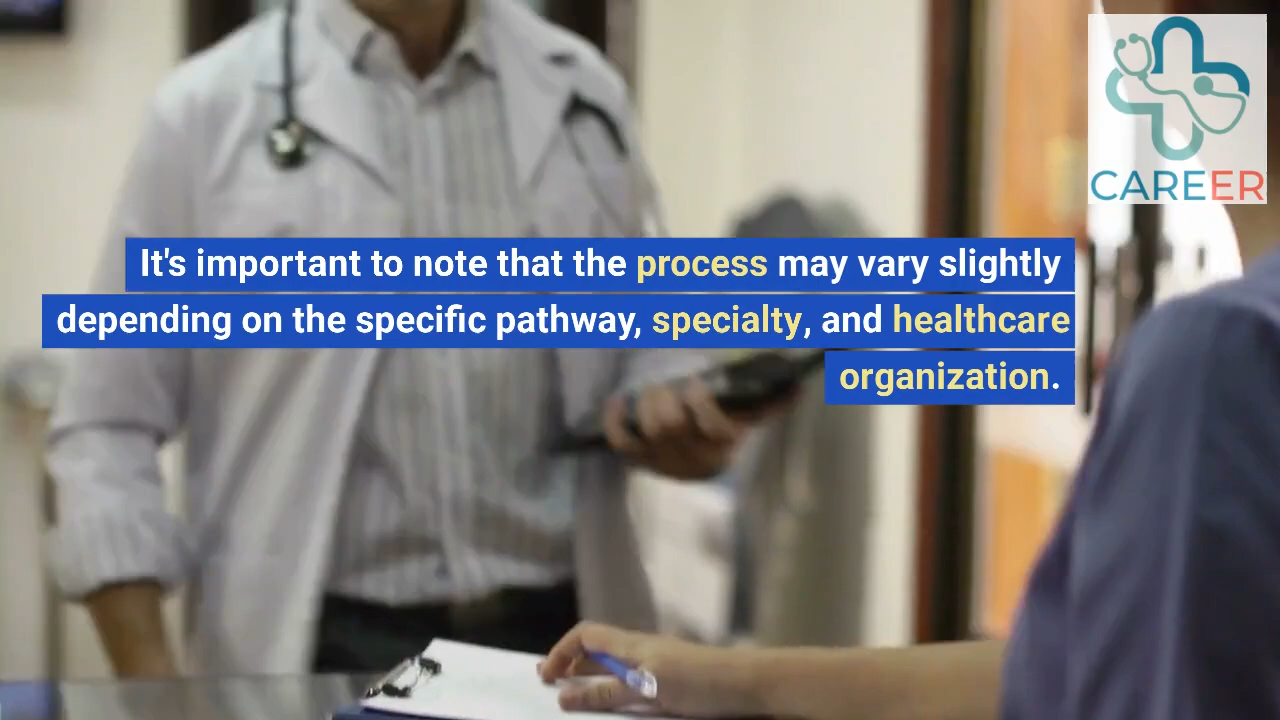 CAREER
It's important to note that the process may vary slightly
depending on the specific pathway, specialty, and healthcare
organization.